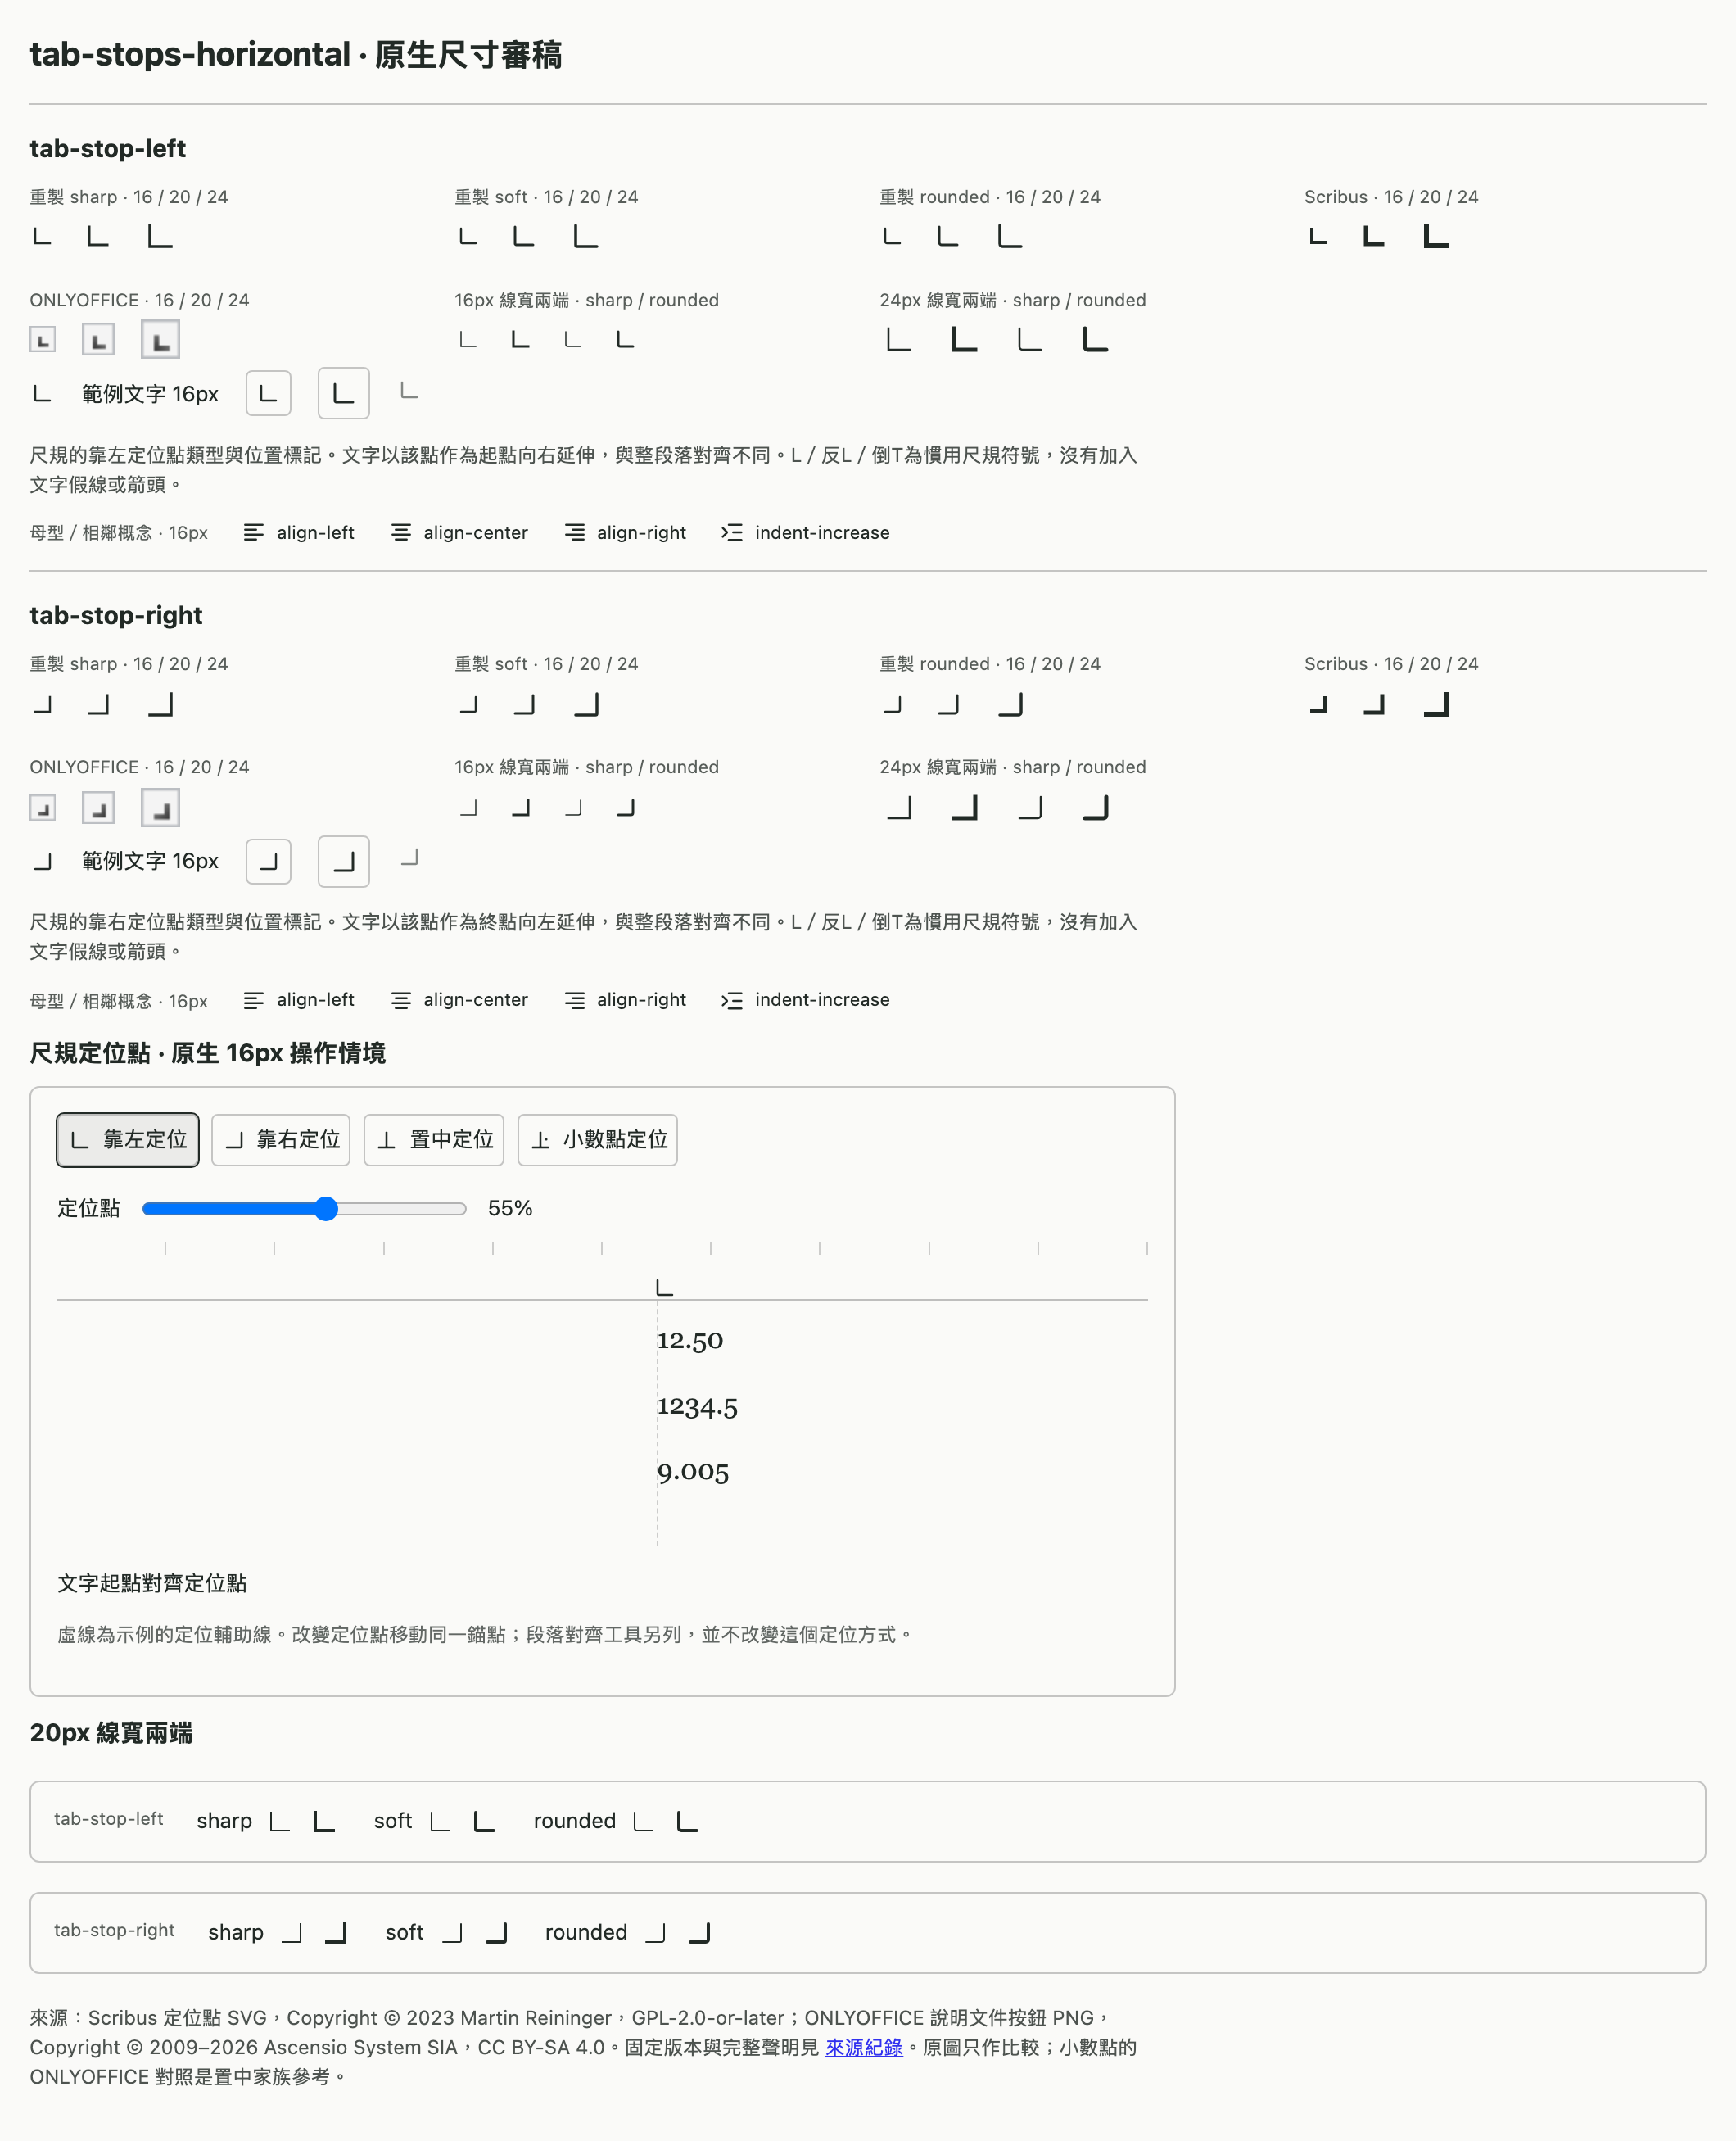 tab-stops-horizontal · 原生尺寸審稿
tab-stop-left
重製 sharp · 16 / 20 / 24
重製 soft · 16 / 20 / 24
重製 rounded · 16 / 20 / 24
Scribus · 16 / 20 / 24
ONLYOFFICE · 16 / 20 / 24
16px 線寬兩端 · sharp / rounded
24px 線寬兩端 · sharp / rounded
範例文字 16px
尺規的靠左定位點類型與位置標記。文字以該點作為起點向右延伸，與整段落對齊不同。L / 反L / 倒T為慣用尺規符號，沒有加入
文字假線或箭頭。
母型 / 相鄰概念 · 16px align-left align-center align-right indent-increase
tab-stop-right
重製 sharp · 16 / 20 / 24
重製 soft · 16 / 20 / 24
重製 rounded · 16 / 20 / 24
Scribus · 16 / 20 / 24
ONLYOFFICE · 16 / 20 / 24
16px 線寬兩端 · sharp / rounded
24px 線寬兩端 · sharp / rounded
範例文字 16px
尺規的靠右定位點類型與位置標記。文字以該點作為終點向左延伸，與整段落對齊不同。L / 反L / 倒T為慣用尺規符號，沒有加入
文字假線或箭頭。
母型 / 相鄰概念 · 16px align-left align-center align-right indent-increase
尺規定位點 · 原生 16px 操作情境
靠左定位 靠右定位 置中定位 小數點定位
定位點 55%
12.50
1234.5
9.005
文字起點對齊定位點
虛線為示例的定位輔助線。改變定位點移動同一錨點；段落對齊工具另列，並不改變這個定位方式。
20px 線寬兩端
tab-stop-left sharp soft rounded
tab-stop-right sharp soft rounded
來源：Scribus 定位點 SVG，Copyright © 2023 Martin Reininger，GPL-2.0-or-later；ONLYOFFICE 說明文件按鈕 PNG，
Copyright © 2009–2026 Ascensio System SIA，CC BY-SA 4.0。固定版本與完整聲明見 來源紀錄。原圖只作比較；小數點的
ONLYOFFICE 對照是置中家族參考。